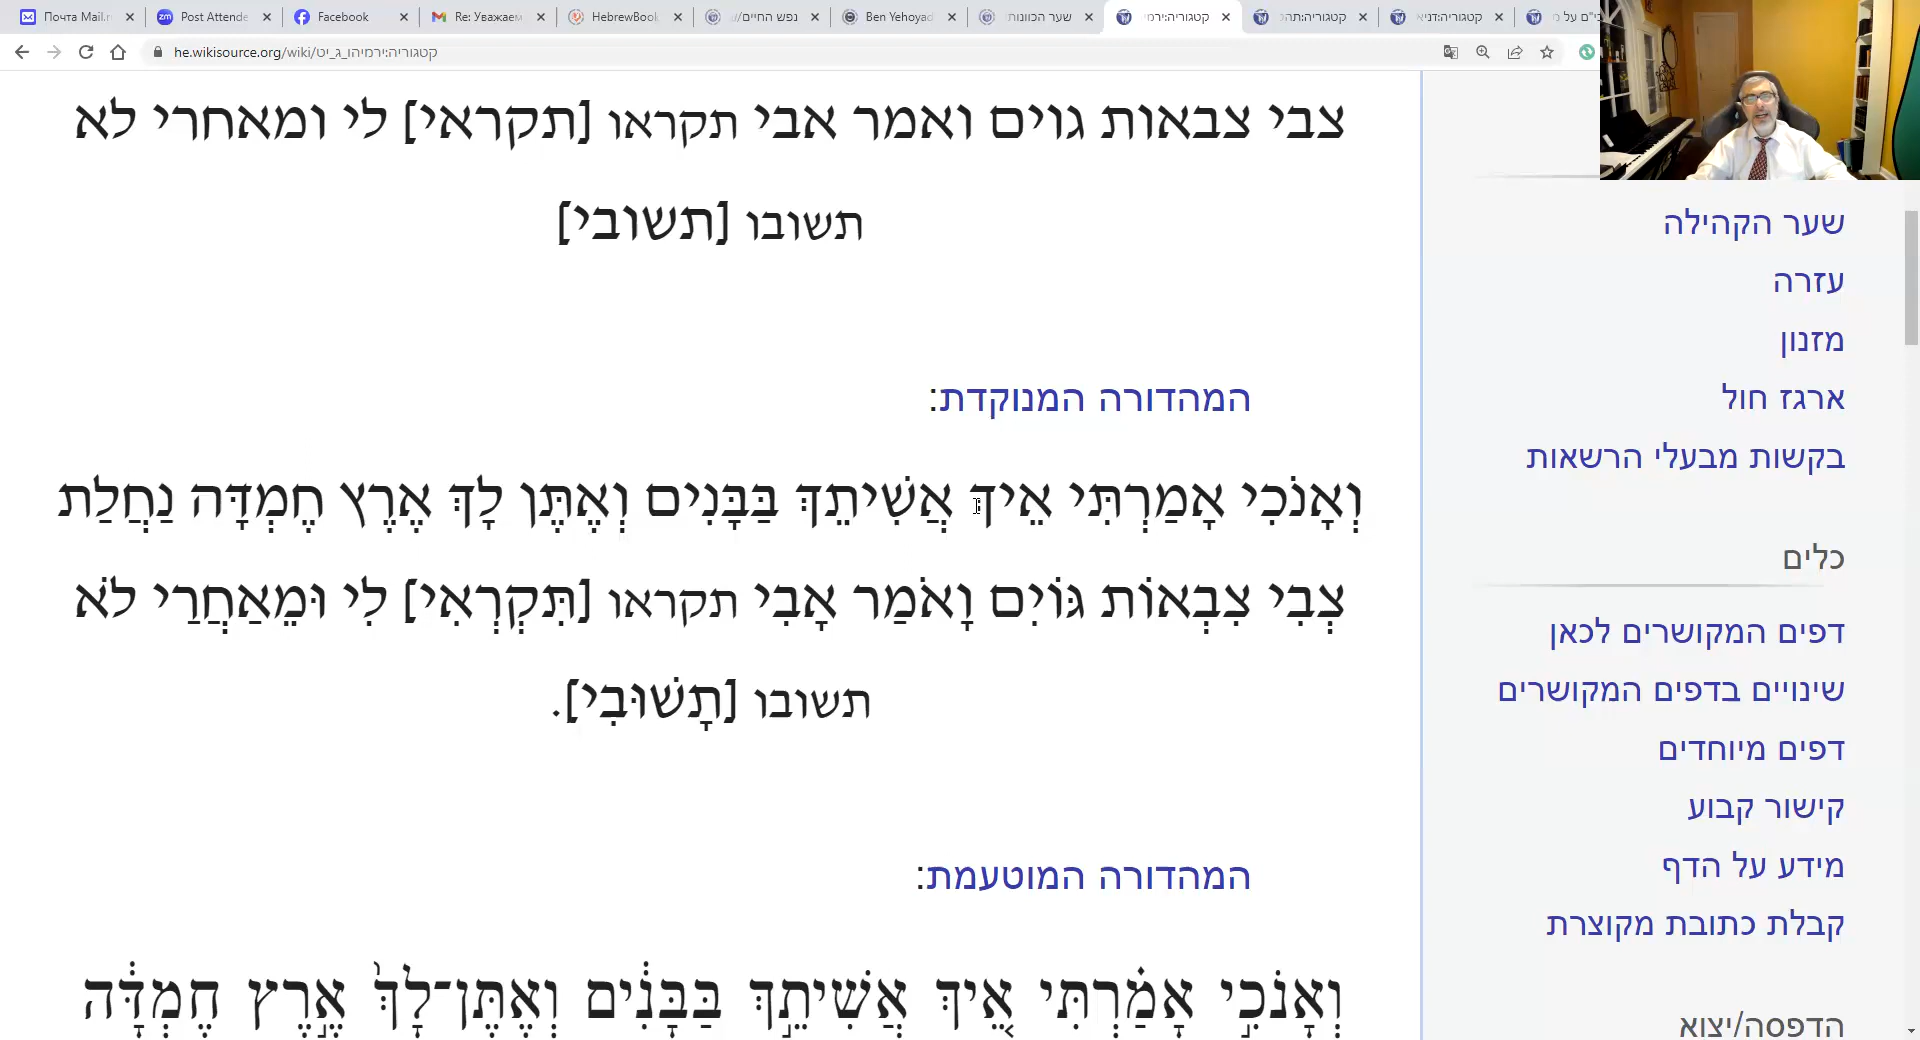 Почта Mail.r
Post Attende
Facebook
Re: Уважаем
HebrewBook
נפש החיים//
Ben Yehoyad
שער הכוונות
קטגוריה:ירמי
קטגוריה:תהי
קטגוריה:דניא
he.wikisource.org/wiki/קטגוריה:ירמיהו_ג_יט
צבי צבאות גוים ואמר אבי תקראו [תקראי] לי ומאחרי לא
תשובו [תשובי]
המהדורה המנוקדת:
וְאָנֹכִי אָמַרְתִּי אֵיךְ אֲשִׁיתֵךְ בַּבָּנִים וְאֶתֶּן לָךְ אֶרֶץ חֶמְדָּה נַחֲלַת
צְבִי צִבְאוֹת גּוֹיִם וָאֹמַר אָבִי תקראו [תִּקְרְאִי] לִי וּמֵאַחֲרַי לֹא
תשובו [תָשׁוּבִי].
המהדורה המוטעמת:
וְאָנֹכִ֣י אָמַ֗רְתִּי אֵ֚יךְ אֲשִׁיתֵ֣ךְ בַּבָּנִ֔ים וְאֶתֶּן־לָךְ֙ אֶ֣רֶץ חֶמְדָּ֔ה
שער הקהילה
עזרה
מזנון
ארגז חול
בקשות מבעלי הרשאות
כלים
דפים המקושרים לכאן
שינויים בדפים המקושרים
דפים מיוחדים
קישור קבוע
מידע על הדף
קבלת כתובת מקוצרת
הדפסה/יצוא